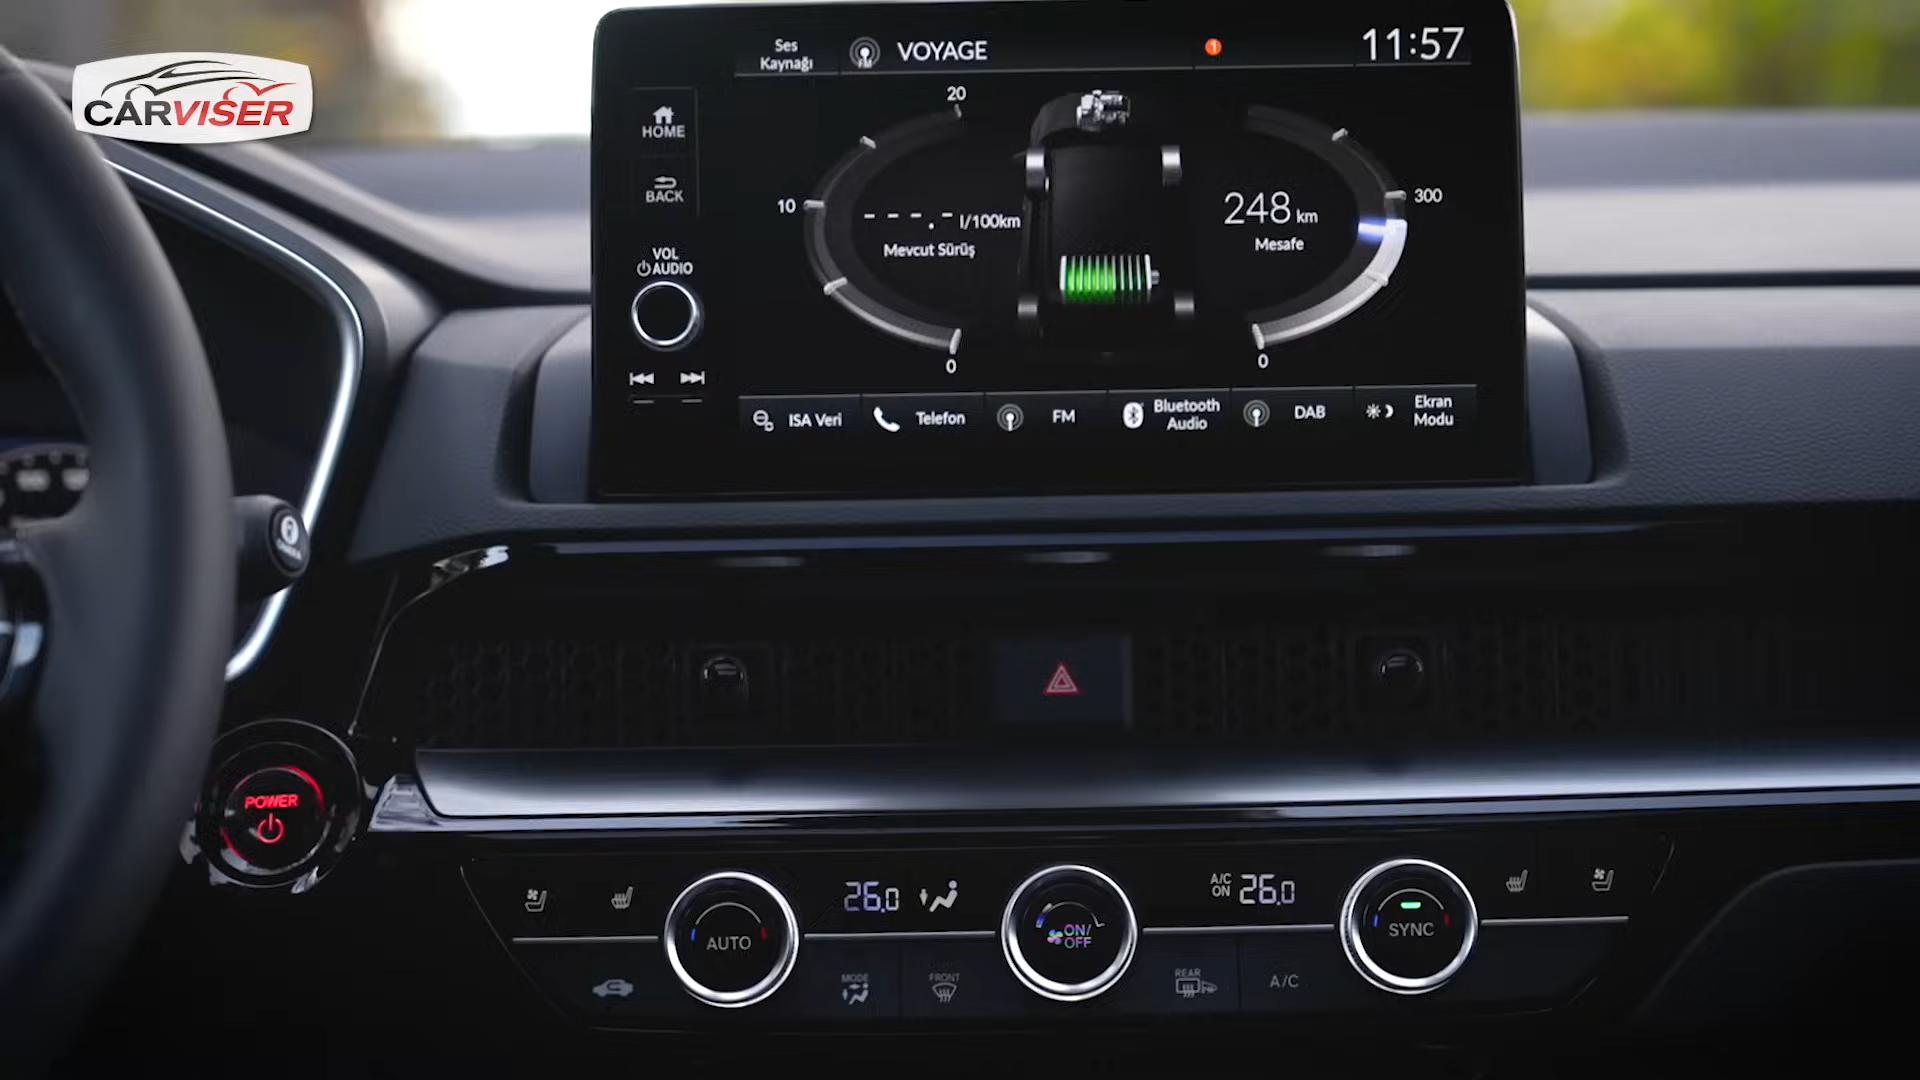 CARVISER
Ses
Kaynağı
FM
VOYAGE
1
11:57
HOME
BACK
VOL
AUDIO
20
10
0
---.- l/100km
Mevcut Sürüş
248 km
Mesafe
300
0
ISA Veri
Telefon
FM
Bluetooth
Audio
DAB
Ekran
Modu
POWER
AUTO
26.0
ON/
OFF
A/C
ON
26.0
SYNC
MODE
FRONT
REAR
A/C